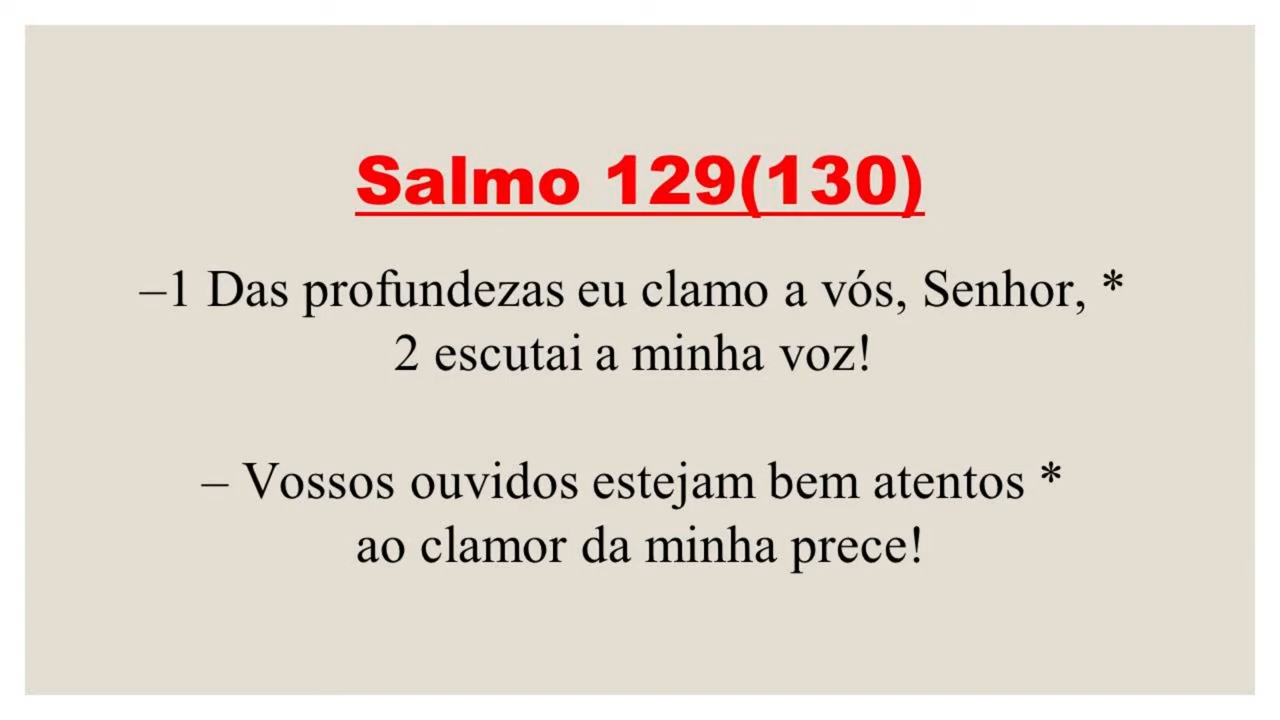 Salmo 129(130)
–1 Das profundezas eu clamo a vós, Senhor, *
2 escutai a minha voz!
– Vossos ouvidos estejam bem atentos *
ao clamor da minha prece!